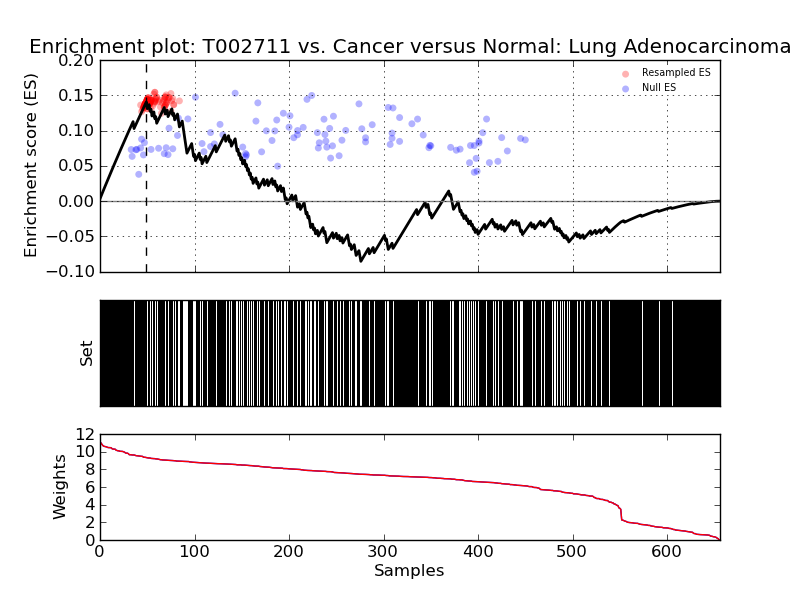 Enrichment plot: T002711 vs. Cancer versus Normal: Lung Adenocarcinoma
Enrichment score (ES)
0.20
0.15
0.10
0.05
0.00
−0.05
−0.10
Resampled ES
Null ES
Set
Weights
12
10
8
6
4
2
0
0 100 200 300 400 500 600
Samples